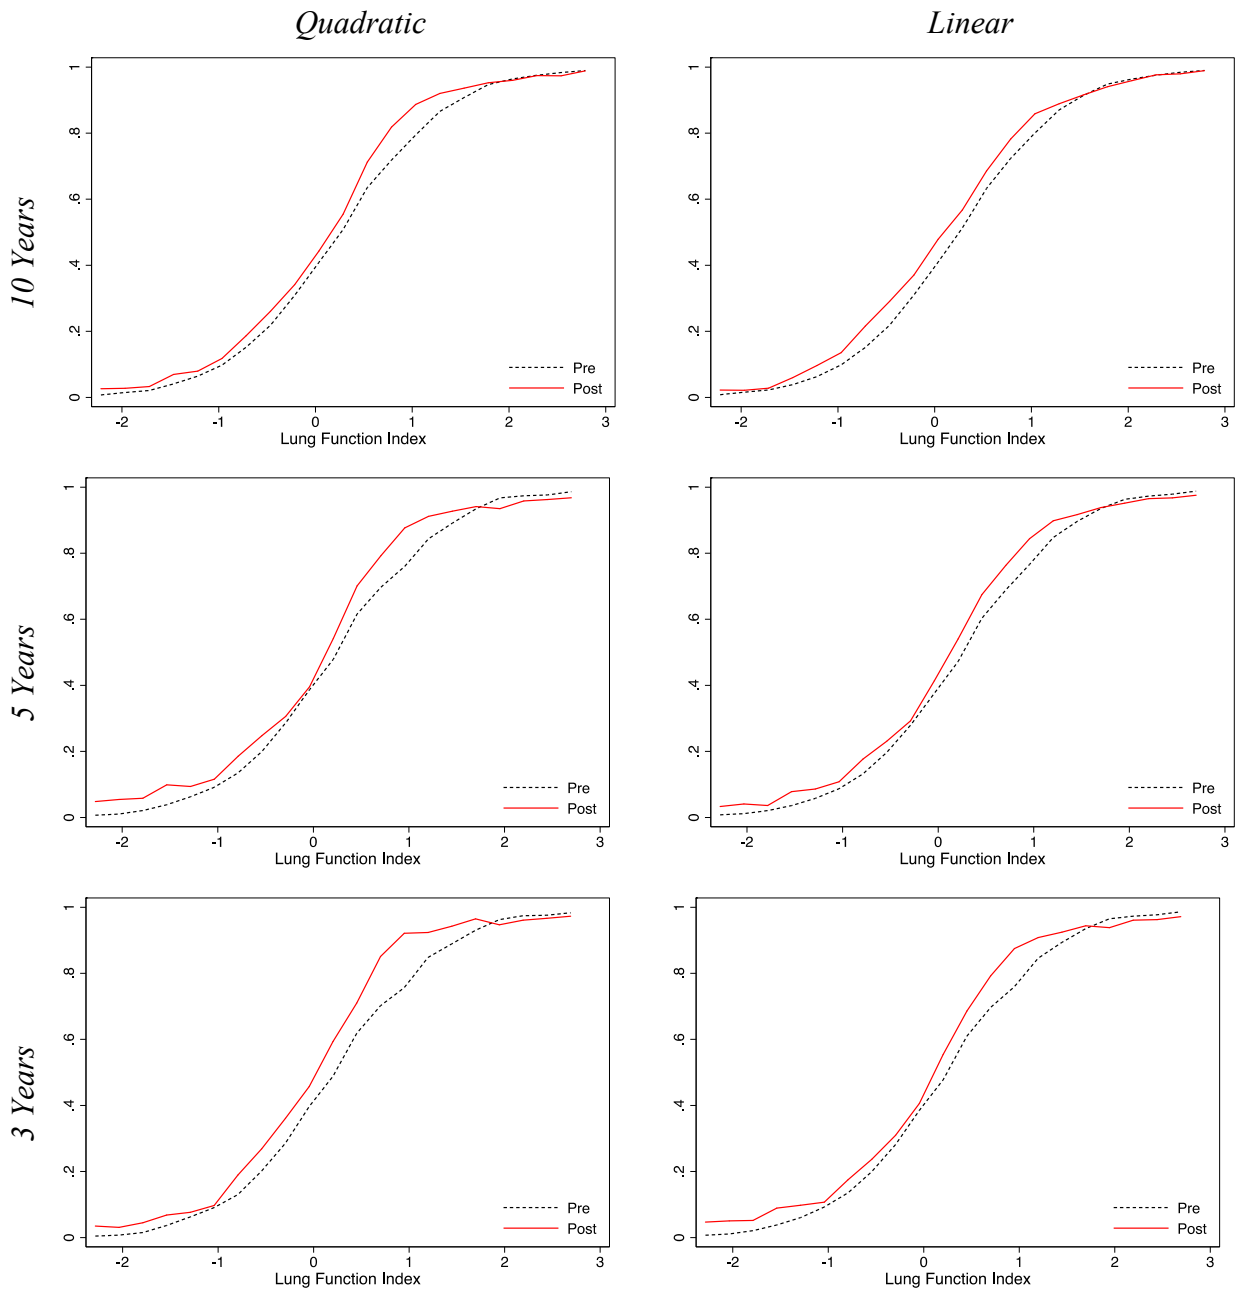 Quadratic
Linear
10 Years
1
.8
.6
.4
.2
0
Pre
Post
-2 -1 0 1 2 3
Lung Function Index
1
.8
.6
.4
.2
0
Pre
Post
-2 -1 0 1 2 3
Lung Function Index
5 Years
1
.8
.6
.4
.2
0
Pre
Post
-2 -1 0 1 2 3
Lung Function Index
1
.8
.6
.4
.2
0
Pre
Post
-2 -1 0 1 2 3
Lung Function Index
3 Years
1
.8
.6
.4
.2
0
Pre
Post
-2 -1 0 1 2 3
Lung Function Index
1
.8
.6
.4
.2
0
Pre
Post
-2 -1 0 1 2 3
Lung Function Index